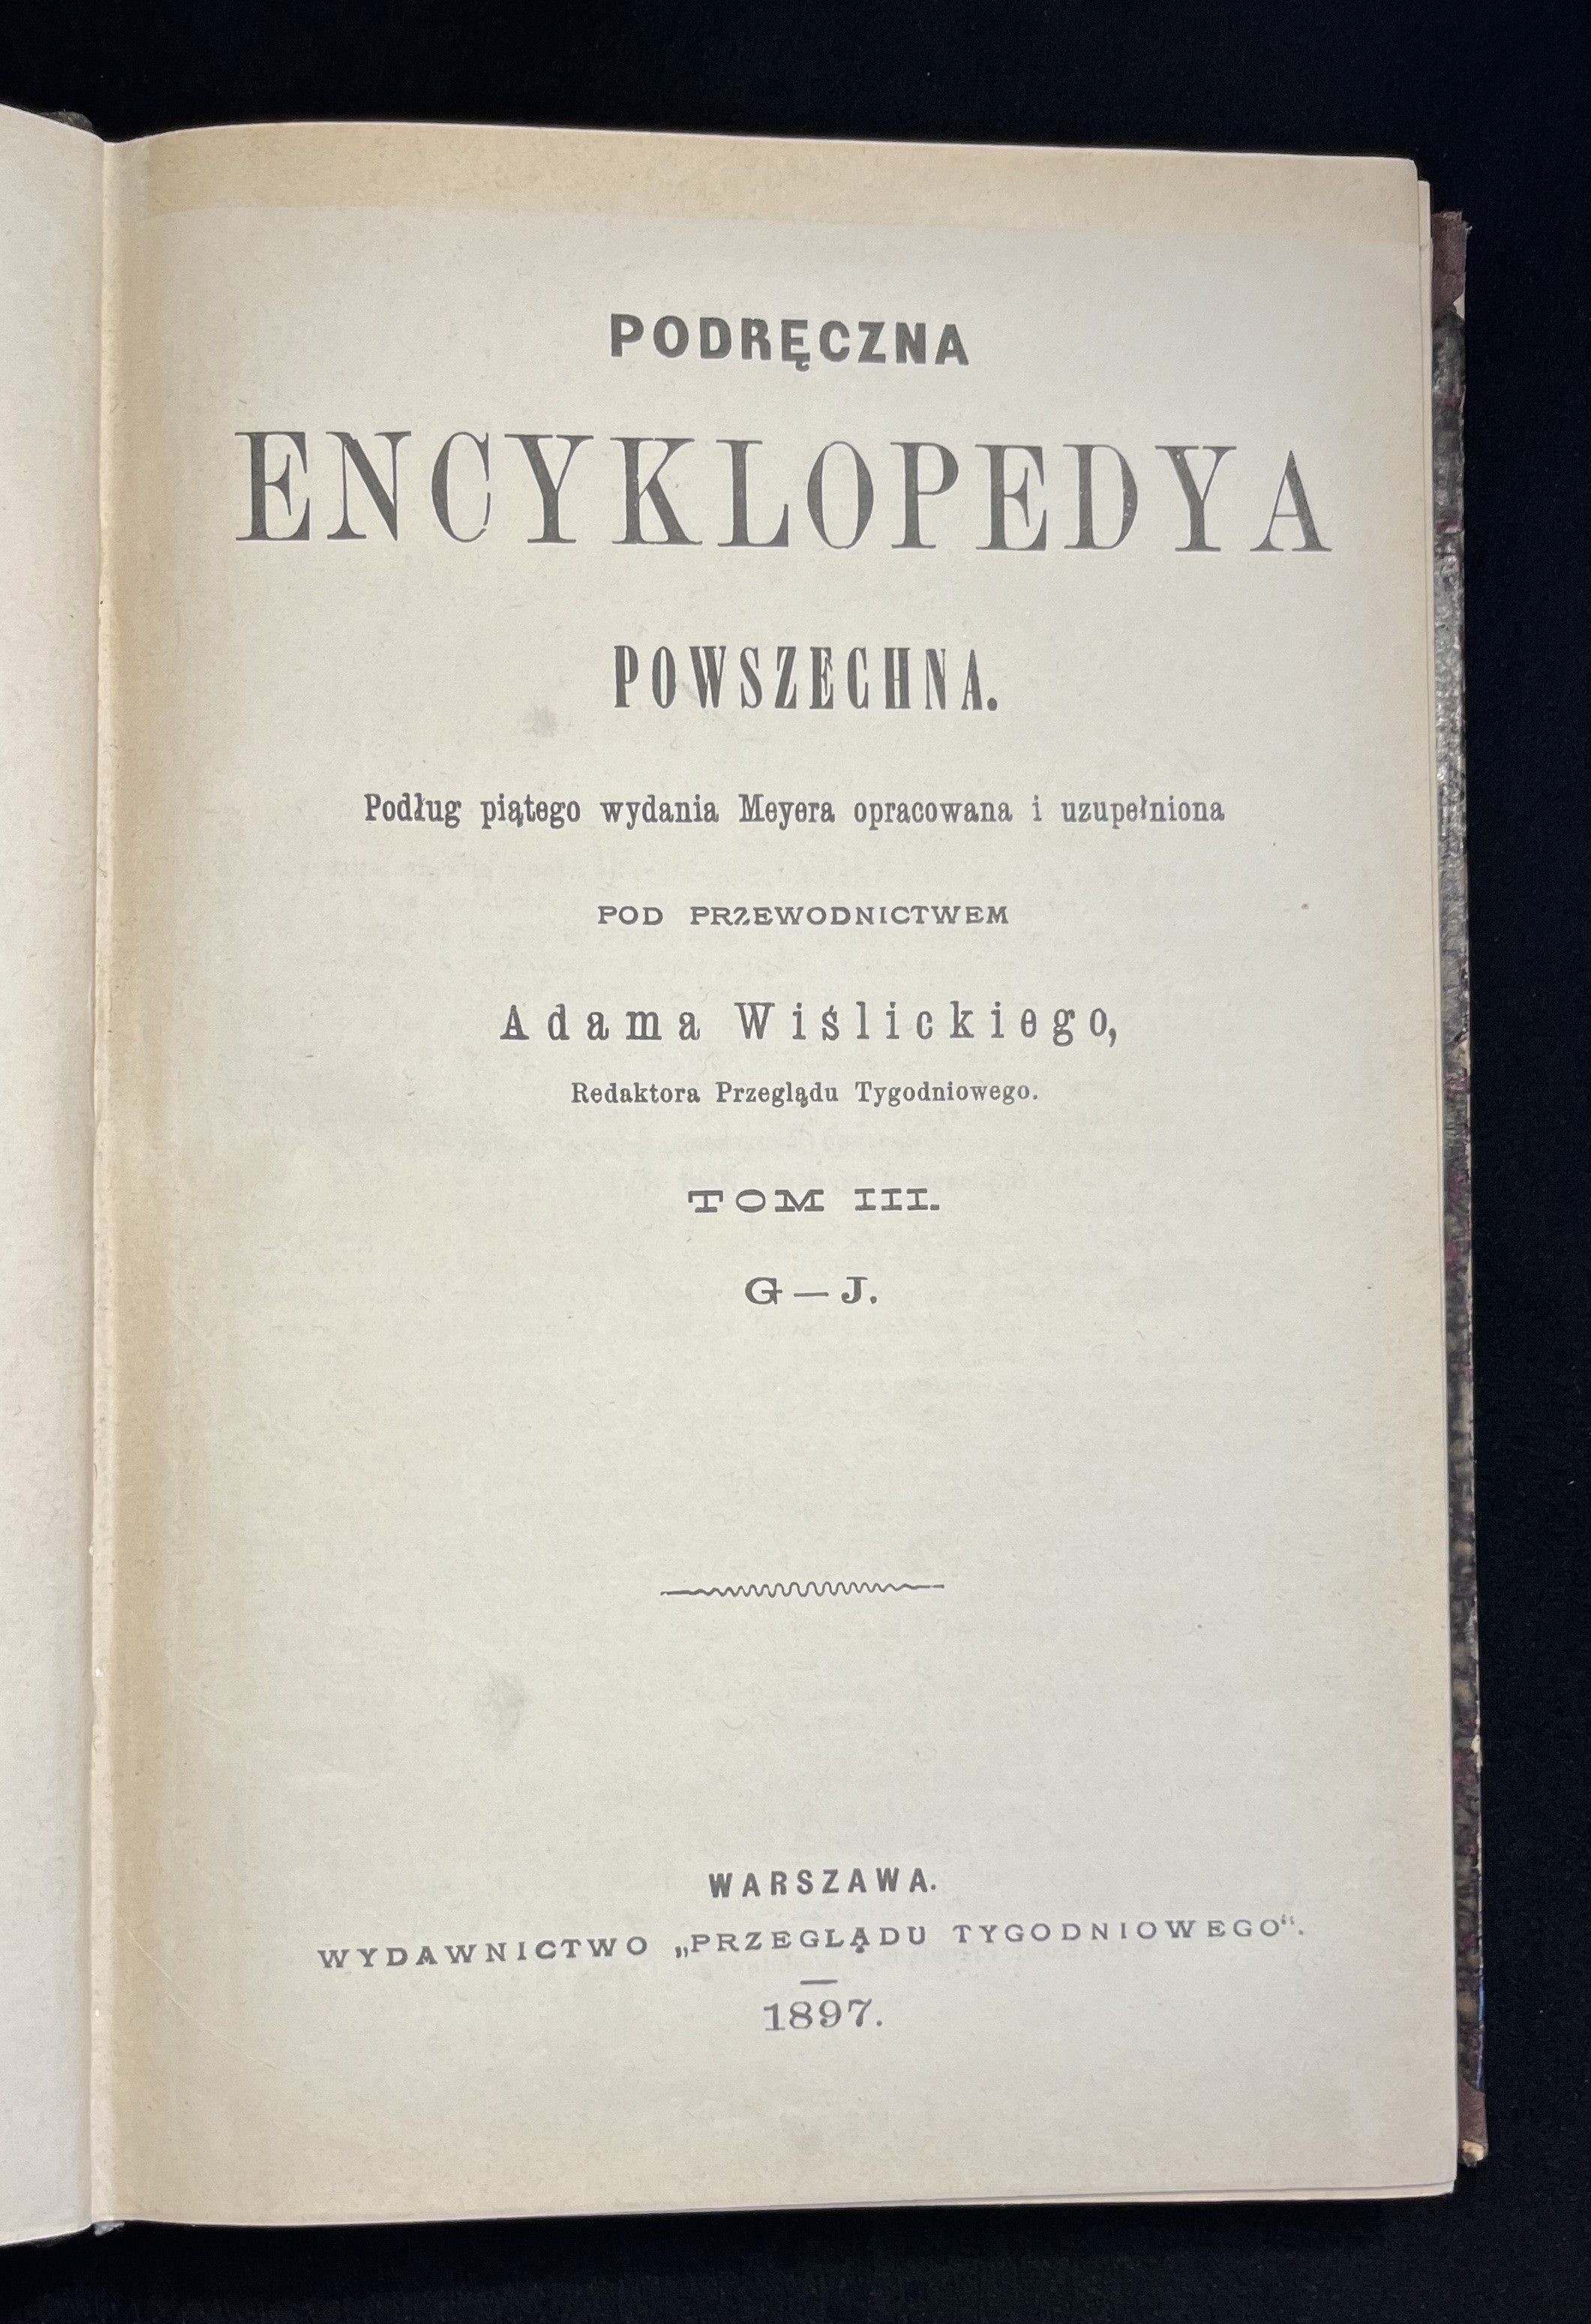 PODRĘCZNA
ENCYKLOPEDYA
POWSZECHNA.
Podług piątego wydania Meyera opracowana i uzupełniona
POD PRZEWODNICTWEM
Adama Wiślickiego,
Redaktora Przeglądu Tygodniowego.
TOM III.
G—J.
WARSZAWA.
WYDAWNICTWO „PRZEGLĄDU TYGODNIOWEGO“.
1897.